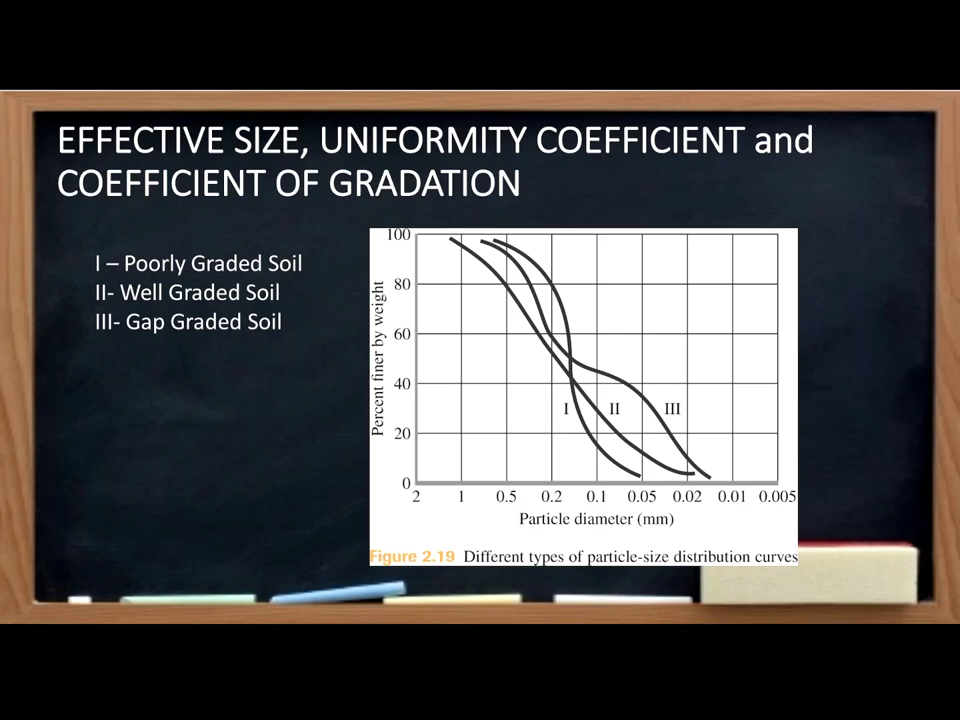 EFFECTIVE SIZE, UNIFORMITY COEFFICIENT and
COEFFICIENT OF GRADATION
I – Poorly Graded Soil
II- Well Graded Soil
III- Gap Graded Soil
Percent finer by weight
100
80
60
40
20
0
I
II
III
2 1 0.5 0.2 0.1 0.05 0.02 0.01 0.005
Particle diameter (mm)
Figure 2.19 Different types of particle-size distribution curves